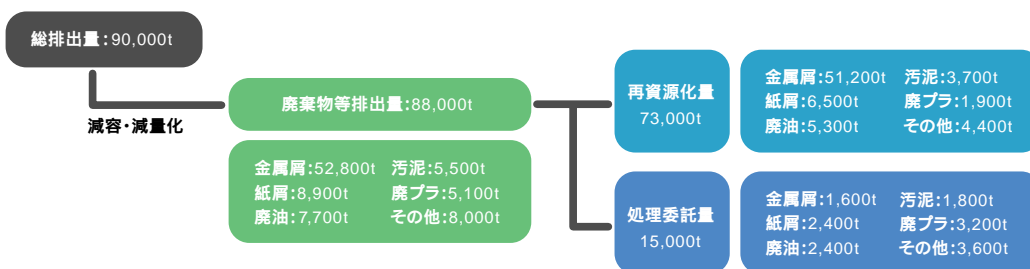 総排出量：90,000t
減容・減量化
廃棄物等排出量：88,000t
金属屑：52,800t 汚泥：5,500t
紙屑：8,900t 廃プラ：5,100t
廃油：7,700t その他：8,000t
再資源化量
73,000t
金属屑：51,200t 汚泥：3,700t
紙屑：6,500t 廃プラ：1,900t
廃油：5,300t その他：4,400t
処理委託量
15,000t
金属屑：1,600t 汚泥：1,800t
紙屑：2,400t 廃プラ：3,200t
廃油：2,400t その他：3,600t